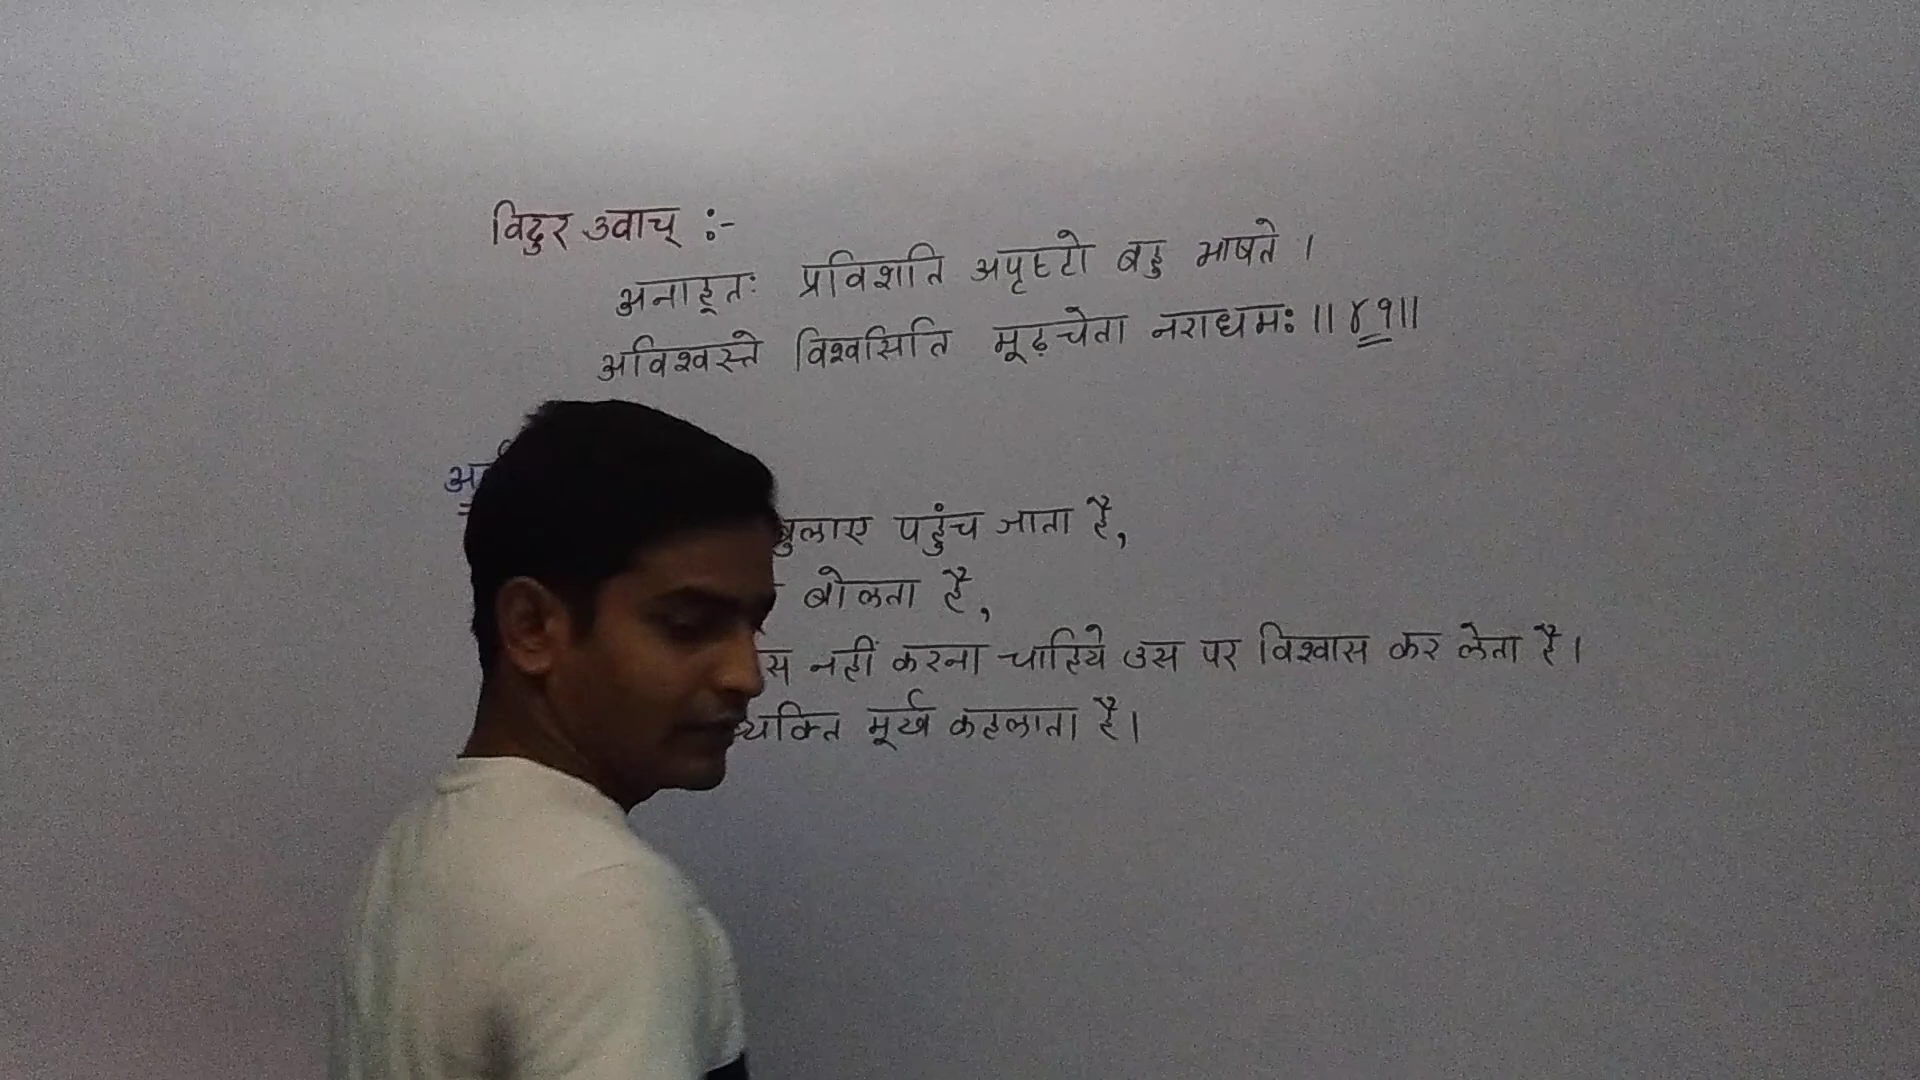 विदुर उवाच् :-
अनाहूतः प्रविशति अपृष्टो बहु भाषते ।
अविश्वस्ते विश्वसिति मूढ़चेता नराधमः ॥४१॥
बुलाए पहुंच जाता है,
बोलता है,
नहीं करना चाहिये उस पर विश्वास कर लेता है।
व्यक्ति मूर्ख कहलाता है।